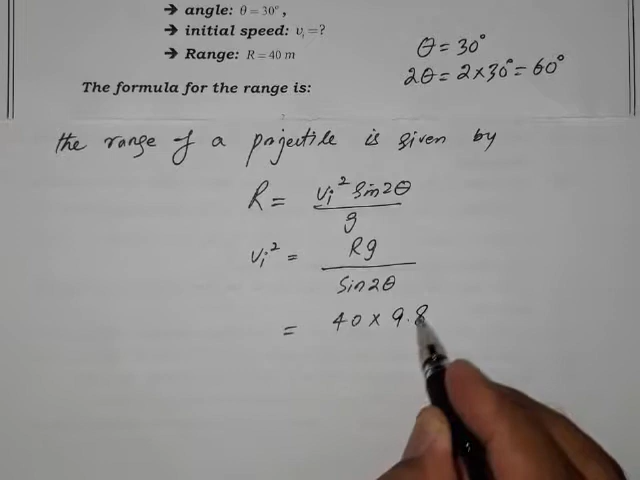 ➔ angle: θ = 30°,
➔ initial speed: vᵢ = ?
➔ Range: R = 40 m
θ = 30°
2θ = 2 × 30° = 60°
The formula for the range is:
the range of a projectile is given by
R = vᵢ² Sin2θ / g
vᵢ² = Rg / Sin2θ
= 40 × 9.8